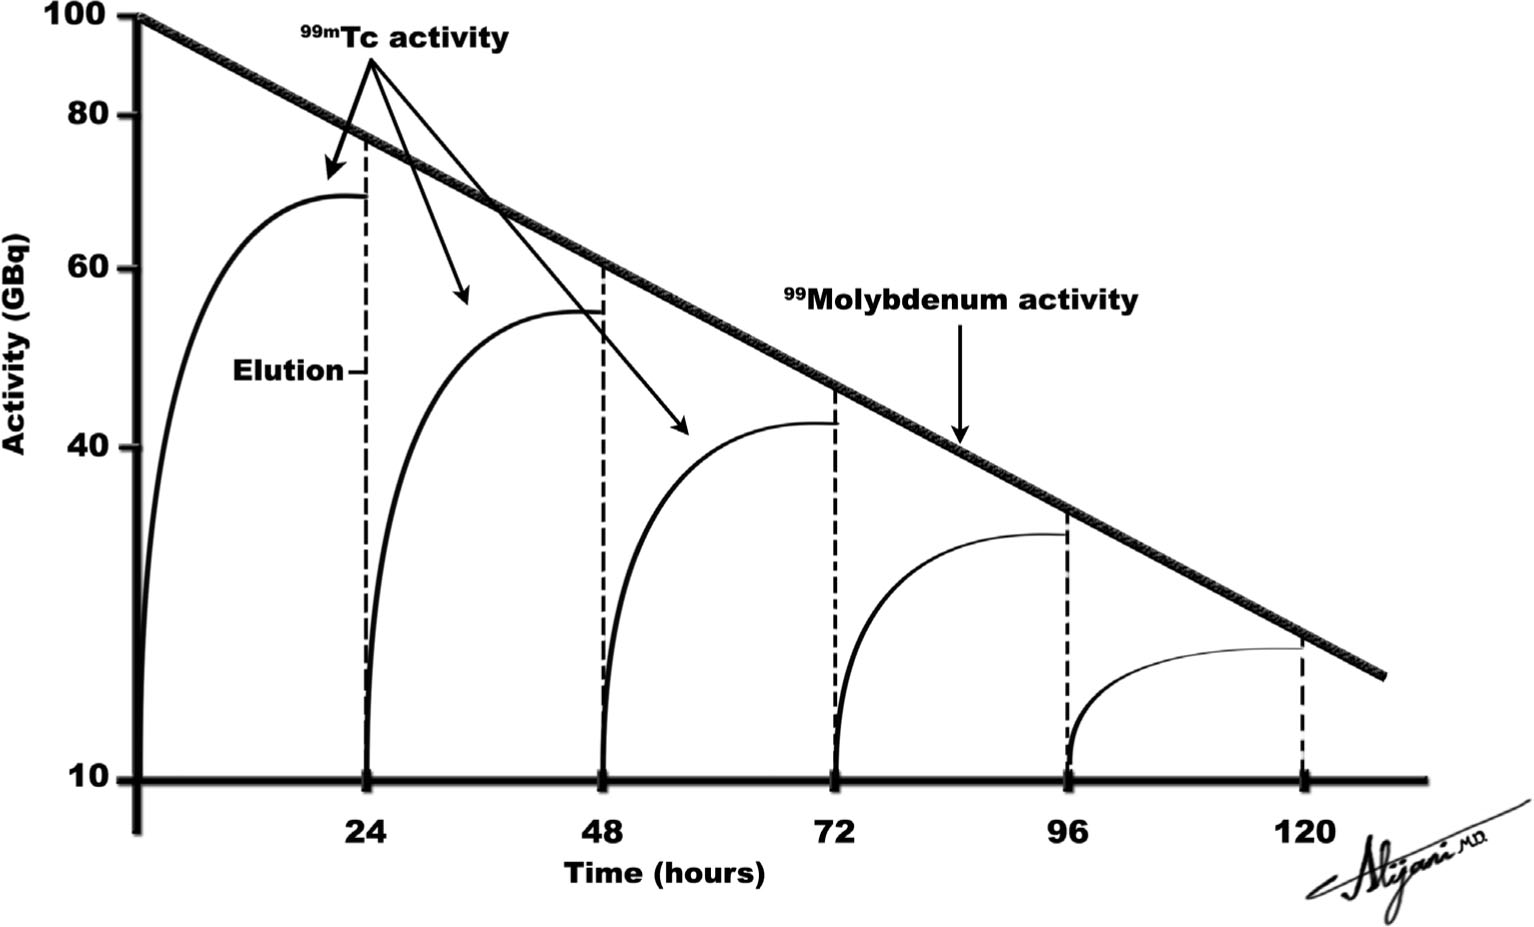 100
⁹⁹ᵐTc activity
80
60
⁹⁹Molybdenum activity
Elution
40
10
Activity (GBq)
24 48 72 96 120
Time (hours)
Alijani M.D.